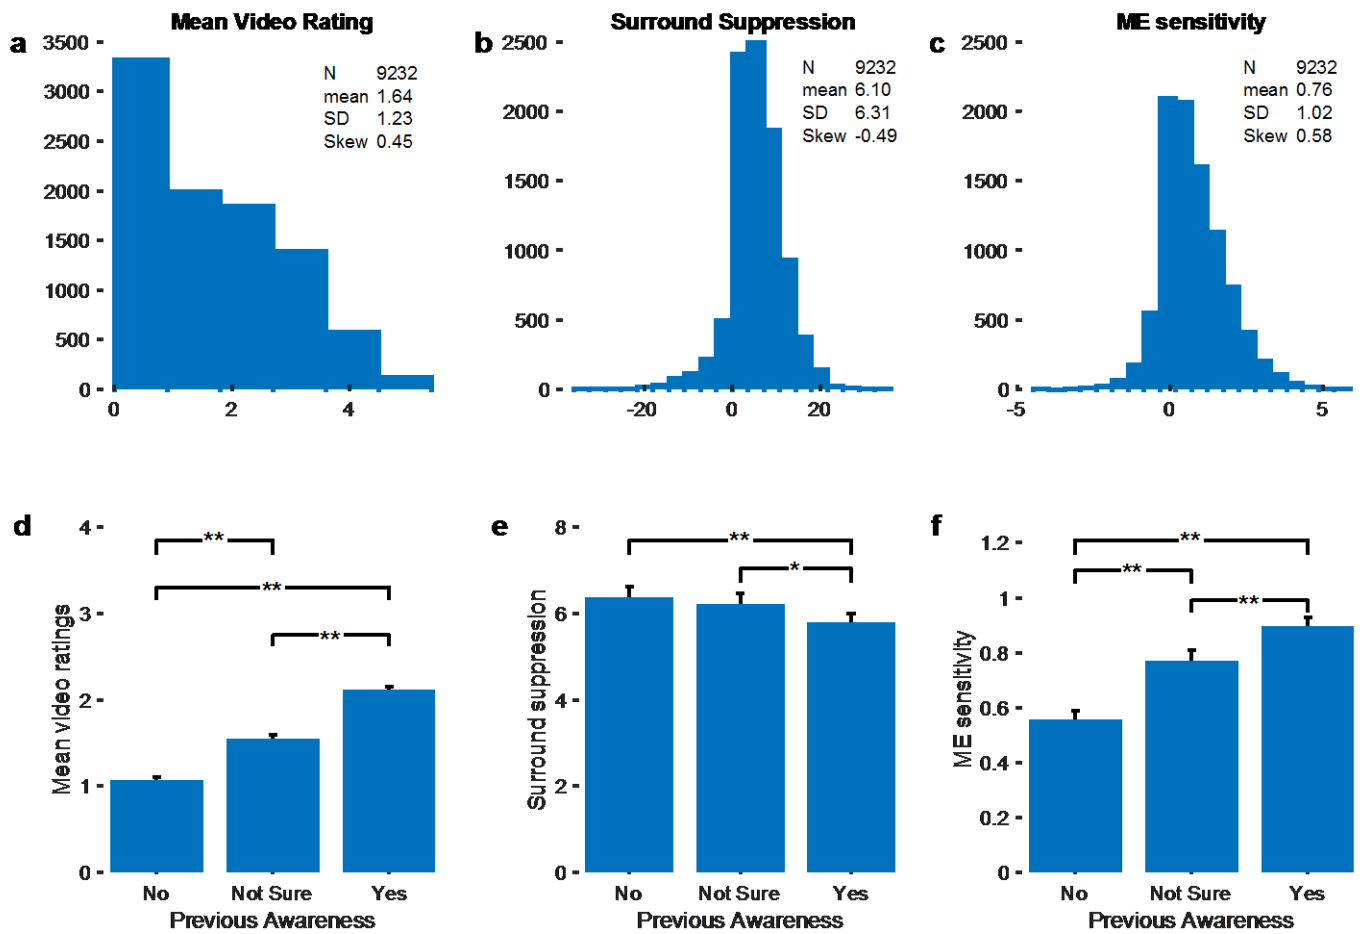 Mean Video Rating
a
3500
3000
2500
2000
1500
1000
500
0
0 2 4
N 9232
mean 1.64
SD 1.23
Skew 0.45
Surround Suppression
b
2500
2000
1500
1000
500
0
-20 0 20
N 9232
mean 6.10
SD 6.31
Skew -0.49
ME sensitivity
c
2500
2000
1500
1000
500
0
-5 0 5
N 9232
mean 0.76
SD 1.02
Skew 0.58
d
Mean video ratings
4
3
2
1
0
**
**
**
No Not Sure Yes
Previous Awareness
e
Surround suppression
8
6
4
2
0
**
*
No Not Sure Yes
Previous Awareness
f
ME sensitivity
1.2
1
0.8
0.6
0.4
0.2
0
**
**
**
No Not Sure Yes
Previous Awareness